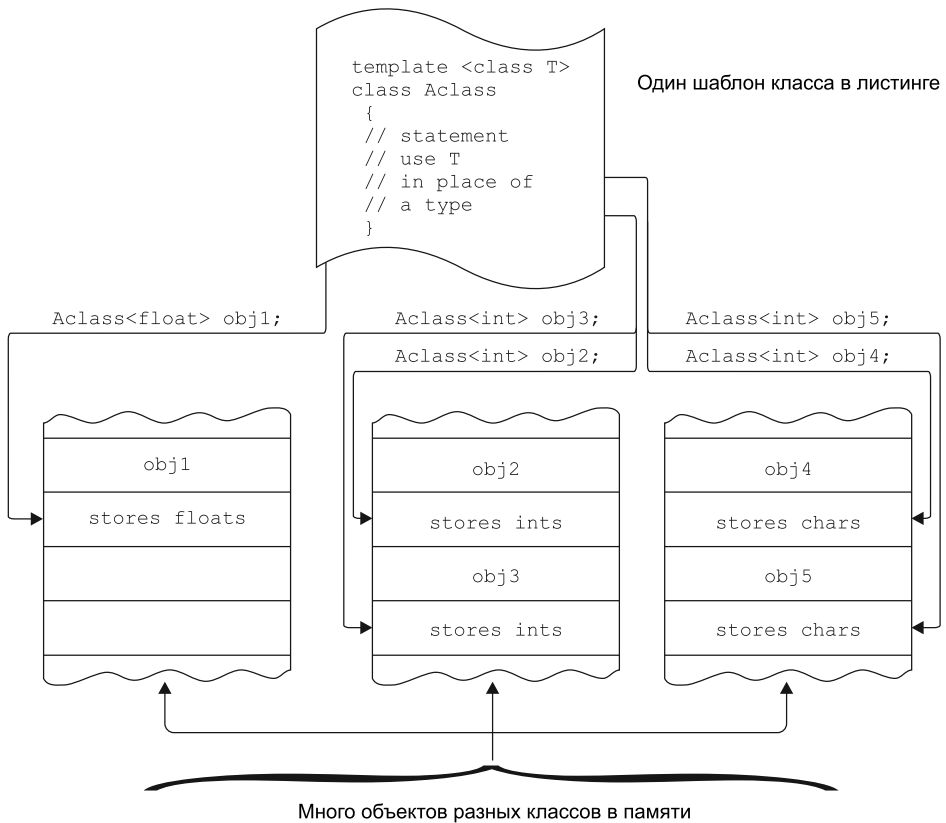 template <class T>
class Aclass
{
// statement
// use T
// in place of
// a type
}
Один шаблон класса в листинге
Aclass<float> obj1;
Aclass<int> obj3;
Aclass<int> obj5;
Aclass<int> obj2;
Aclass<int> obj4;
obj1
stores floats
obj2
stores ints
obj3
stores ints
obj4
stores chars
obj5
stores chars
Много объектов разных классов в памяти